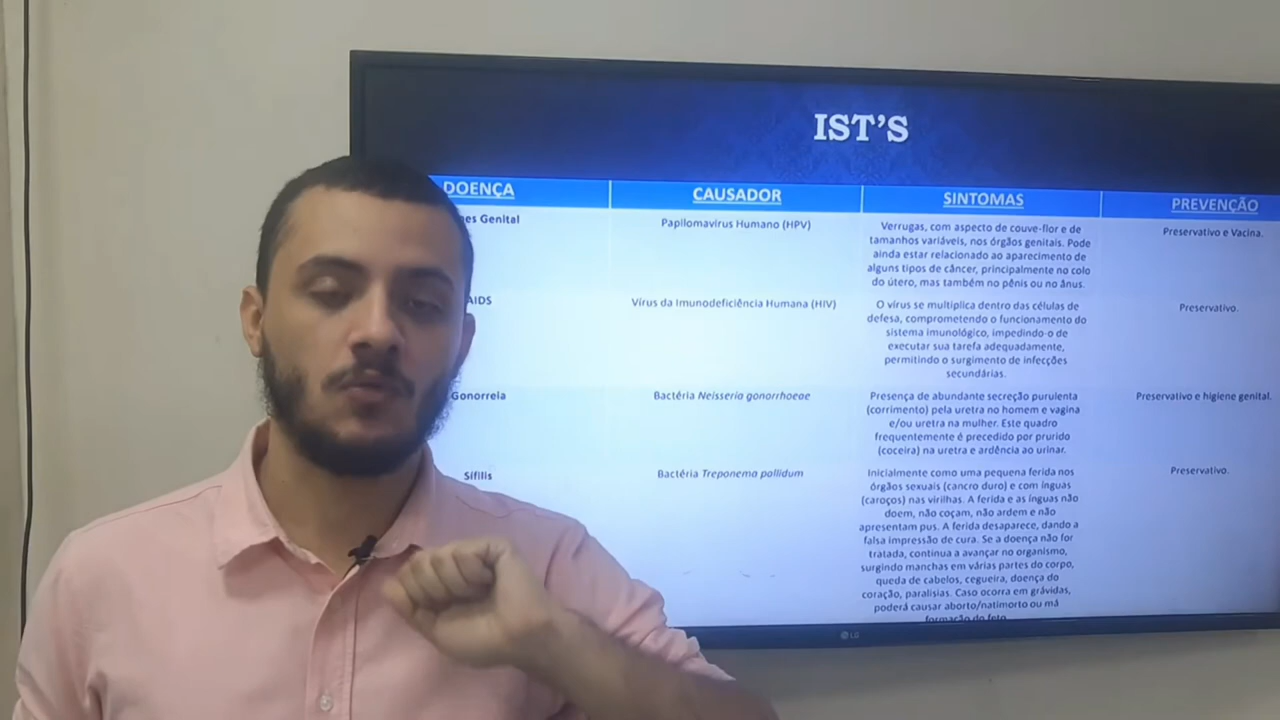 IST'S
DOENÇA CAUSADOR SINTOMAS PREVENÇÃO
Genital Papilomavírus Humano (HPV) Verrugas, com aspecto de couve-flor e de Preservativo e Vacina.
tamanhos variáveis, nos órgãos genitais. Pode
ainda estar relacionado ao aparecimento de
alguns tipos de câncer, principalmente no colo
do útero, mas também no pênis ou no ânus.
AIDS Vírus da Imunodeficiência Humana (HIV) O vírus se multiplica dentro das células de Preservativo.
defesa, comprometendo o funcionamento do
sistema imunológico, impedindo-o de
executar sua tarefa adequadamente,
permitindo o surgimento de infecções
secundárias.
Gonorreia Bactéria Neisseria gonorrhoeae Presença de abundante secreção purulenta Preservativo e higiene genital.
(corrimento) pela uretra no homem e vagina
e/ou uretra na mulher. Este quadro
frequentemente é precedido por prurido
(coceira) na uretra e ardência ao urinar.
Sífilis Bactéria Treponema pallidum Inicialmente como uma pequena ferida nos Preservativo.
órgãos sexuais (cancro duro) e com ínguas
(caroços) nas virilhas. A ferida e as ínguas não
doem, não coçam, não ardem e não
apresentam pus. A ferida desaparece, dando a
falsa impressão de cura. Se a doença não for
tratada, continua a avançar no organismo,
surgindo manchas em várias partes do corpo,
queda de cabelos, cegueira, doença do
coração, paralisias. Caso ocorra em grávidas,
poderá causar aborto/natimorto ou má
formação do feto
LG